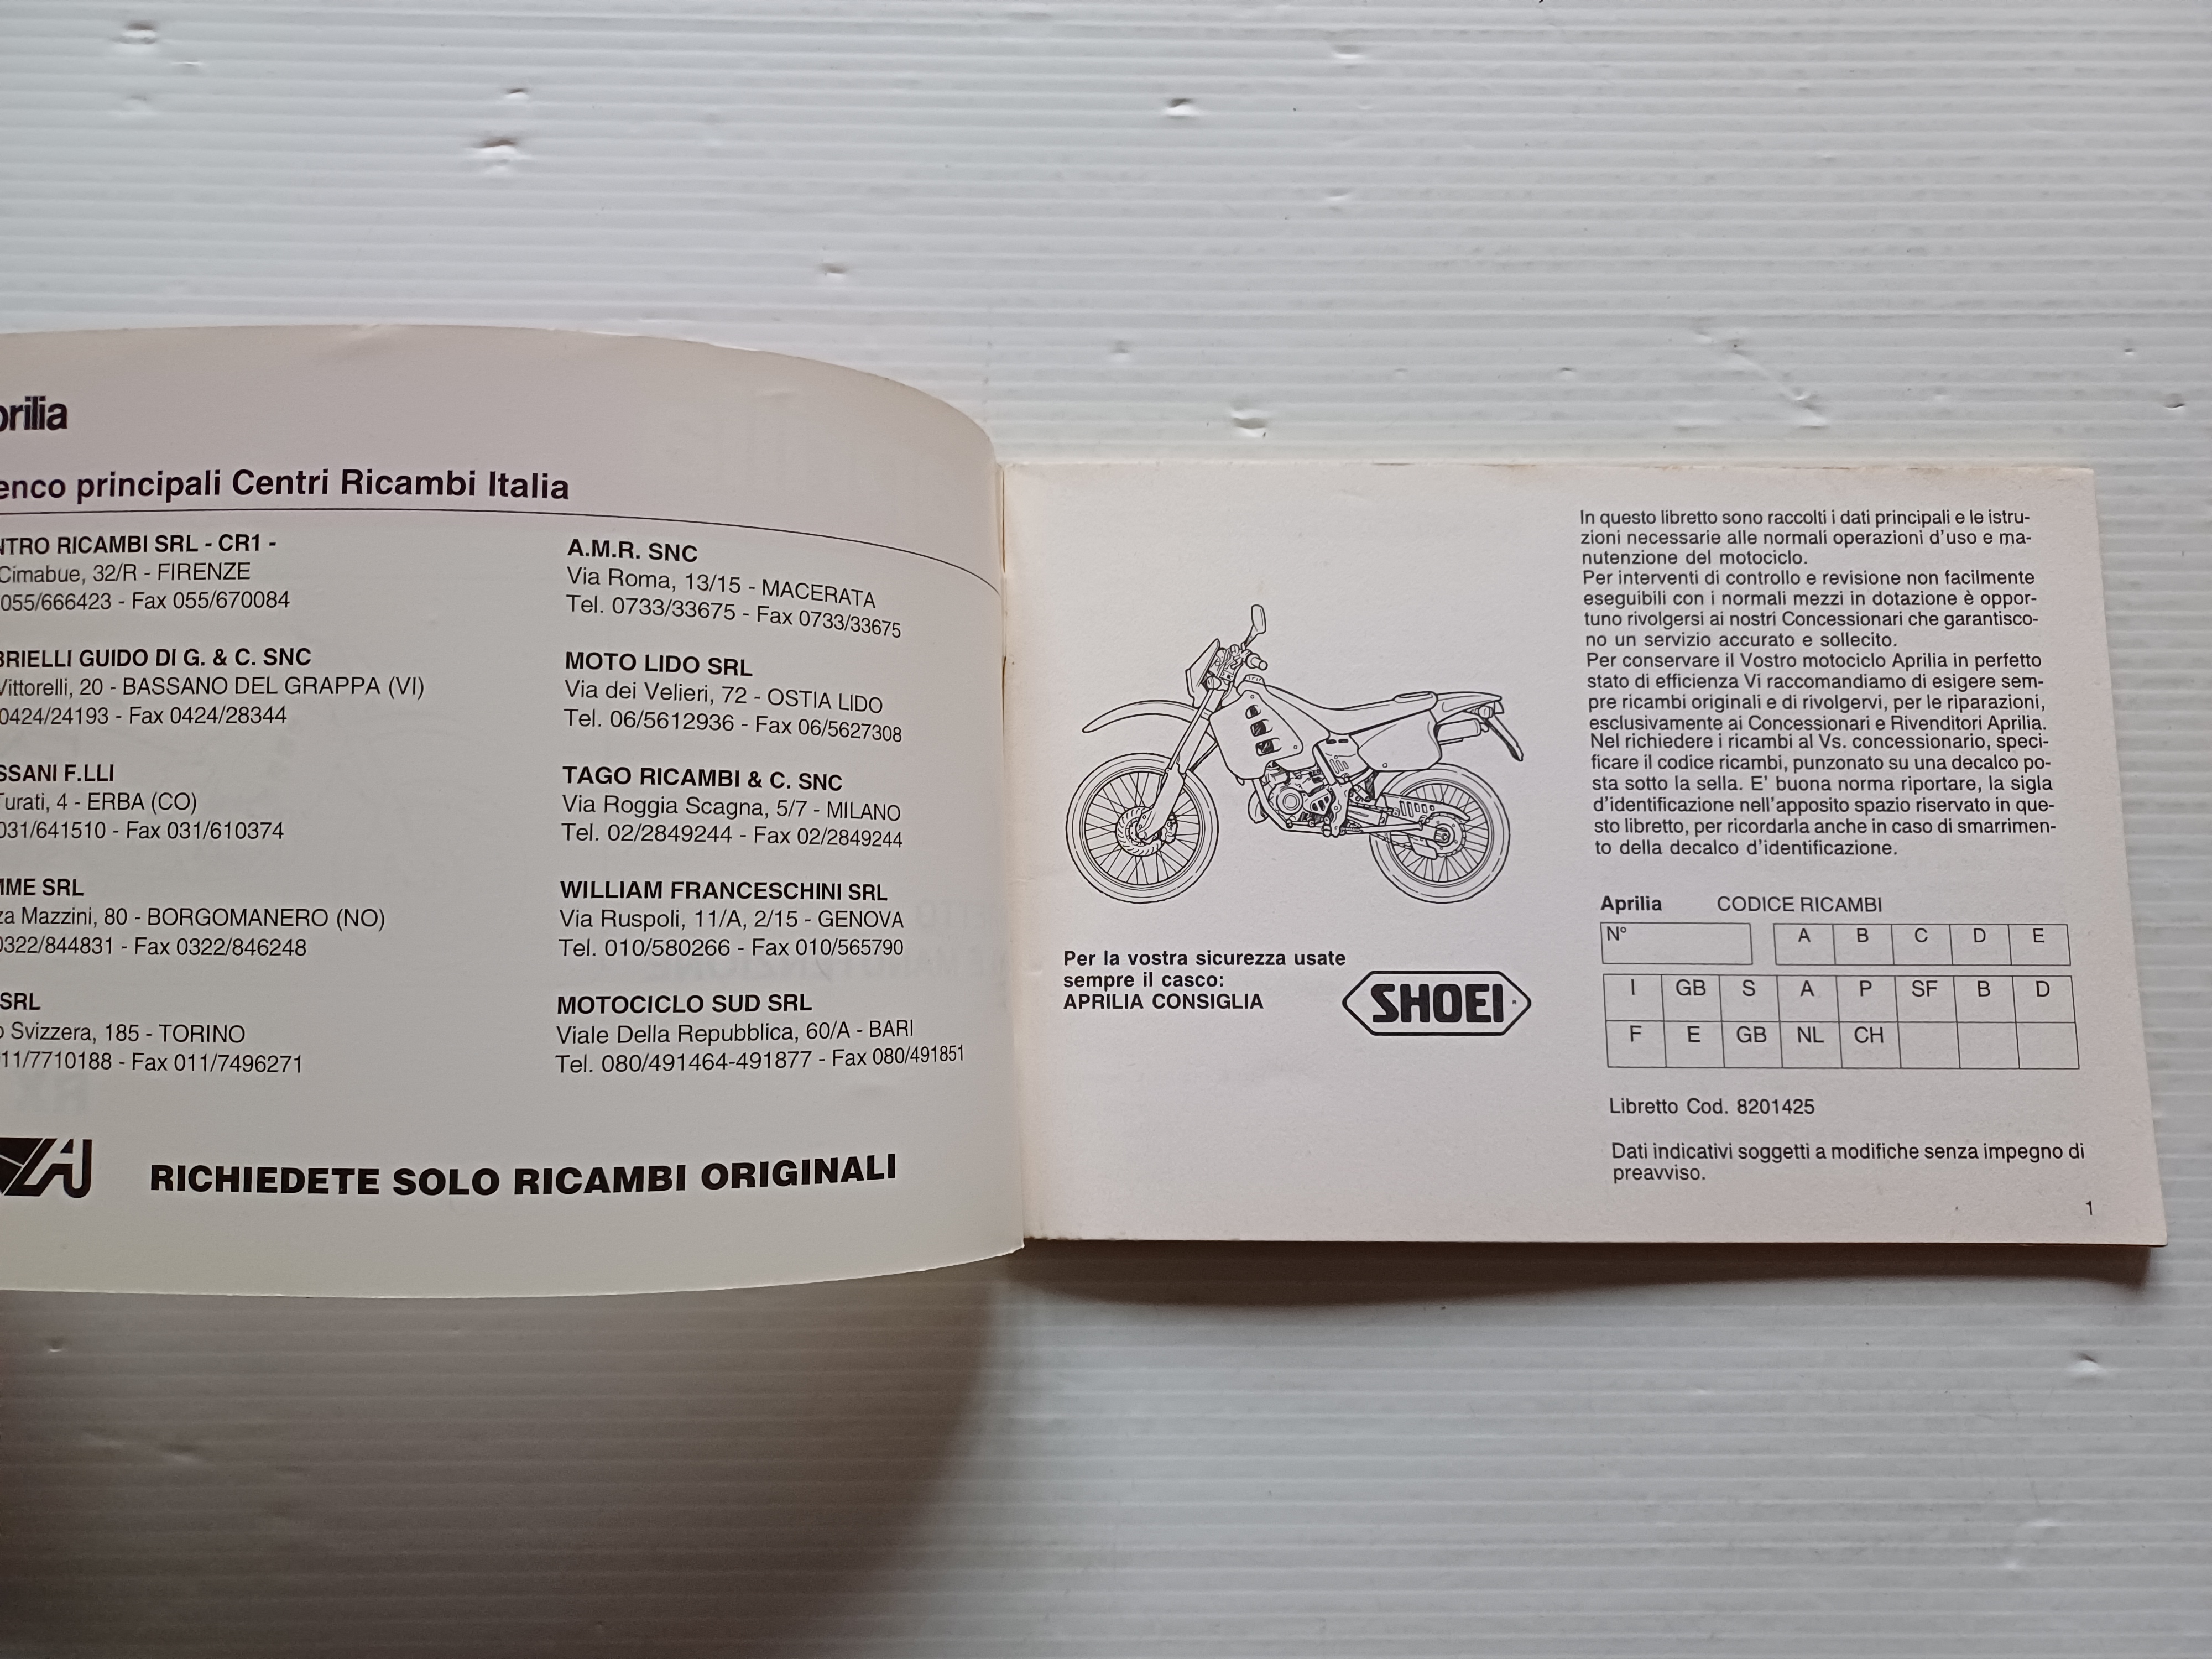 principali Centri Ricambi Italia
RICAMBI SRL - CR1 -
Cimabue, 32/R - FIRENZE
055/666423 - Fax 055/670084
GUIDO DI G. & C. SNC
Vittorelli, 20 - BASSANO DEL GRAPPA (VI)
0424/24193 - Fax 0424/28344
F.LLI
Turati, 4 - ERBA (CO)
031/641510 - Fax 031/610374
SRL
Mazzini, 80 - BORGOMANERO (NO)
0322/844831 - Fax 0322/846248
SRL
Svizzera, 185 - TORINO
11/7710188 - Fax 011/7496271
A.M.R. SNC
Via Roma, 13/15 - MACERATA
Tel. 0733/33675 - Fax 0733/33675
MOTO LIDO SRL
Via dei Velieri, 72 - OSTIA LIDO
Tel. 06/5612936 - Fax 06/5627308
TAGO RICAMBI & C. SNC
Via Roggia Scagna, 5/7 - MILANO
Tel. 02/2849244 - Fax 02/2849244
WILLIAM FRANCESCHINI SRL
Via Ruspoli, 11/A, 2/15 - GENOVA
Tel. 010/580266 - Fax 010/565790
MOTOCICLO SUD SRL
Viale Della Repubblica, 60/A - BARI
Tel. 080/491464-491877 - Fax 080/491851
RICHIEDETE SOLO RICAMBI ORIGINALI
Per la vostra sicurezza usate
sempre il casco:
APRILIA CONSIGLIA
SHOEI
In questo libretto sono raccolti i dati principali e le istru-
zioni necessarie alle normali operazioni d'uso e ma-
nutenzione del motociclo.
Per interventi di controllo e revisione non facilmente
eseguibili con i normali mezzi in dotazione è oppor-
tuno rivolgersi ai nostri Concessionari che garantisco-
no un servizio accurato e sollecito.
Per conservare il Vostro motociclo Aprilia in perfetto
stato di efficienza Vi raccomandiamo di esigere sem-
pre ricambi originali e di rivolgervi, per le riparazioni,
esclusivamente ai Concessionari e Rivenditori Aprilia.
Nel richiedere i ricambi al Vs. concessionario, speci-
ficare il codice ricambi, punzonato su una decalco po-
sta sotto la sella. E' buona norma riportare, la sigla
d'identificazione nell'apposito spazio riservato in que-
sto libretto, per ricordarla anche in caso di smarrimen-
to della decalco d'identificazione.
Aprilia CODICE RICAMBI
N° A B C D E
I GB S A P SF B D
F E GB NL CH
Libretto Cod. 8201425
Dati indicativi soggetti a modifiche senza impegno di
preavviso.
1